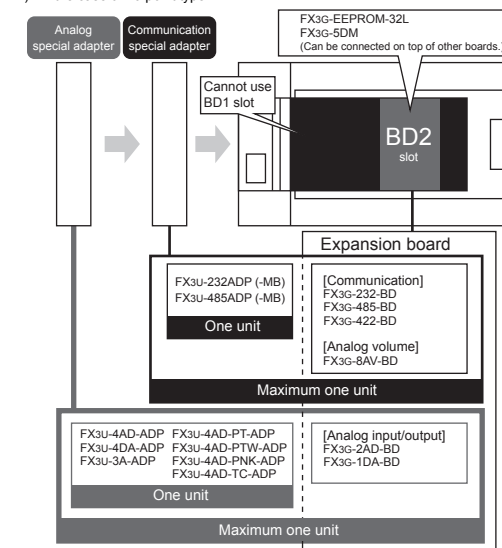 FX3G-EEPROM-32L
FX3G-5DM
(Can be connected on top of other boards.)
Analog
special adapter
Communication
special adapter
Cannot use
BD1 slot
BD2
slot
Expansion board
FX3U-232ADP (-MB)
FX3U-485ADP (-MB)
One unit
[Communication]
FX3G-232-BD
FX3G-485-BD
FX3G-422-BD
[Analog volume]
FX3G-8AV-BD
Maximum one unit
FX3U-4AD-ADP FX3U-4AD-PT-ADP
FX3U-4DA-ADP FX3U-4AD-PTW-ADP
FX3U-3A-ADP FX3U-4AD-PNK-ADP
FX3U-4AD-TC-ADP
One unit
[Analog input/output]
FX3G-2AD-BD
FX3G-1DA-BD
Maximum one unit